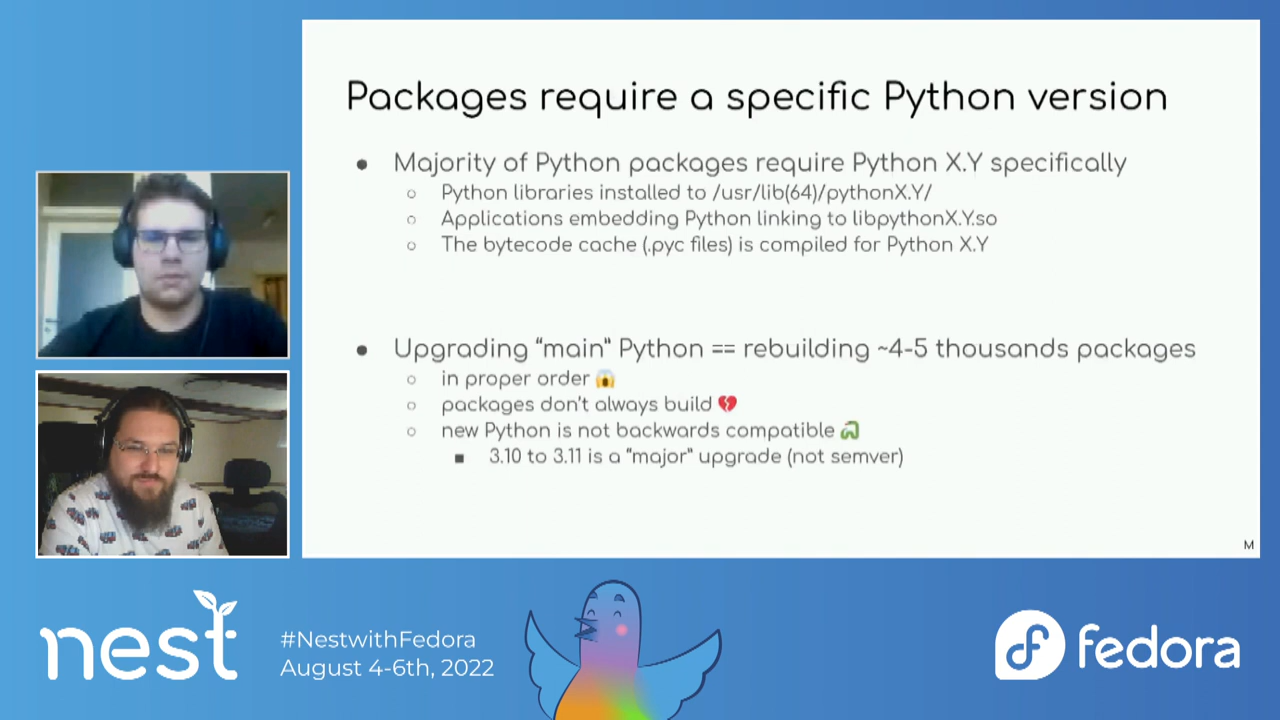 Packages require a specific Python version
● Majority of Python packages require Python X.Y specifically
○ Python libraries installed to /usr/lib(64)/pythonX.Y/
○ Applications embedding Python linking to libpythonX.Y.so
○ The bytecode cache (.pyc files) is compiled for Python X.Y
● Upgrading “main” Python == rebuilding ~4-5 thousands packages
○ in proper order 😱
○ packages don’t always build 💔
○ new Python is not backwards compatible 🐍
■ 3.10 to 3.11 is a “major” upgrade (not semver)
M
nest
#NestwithFedora
August 4-6th, 2022
fedora